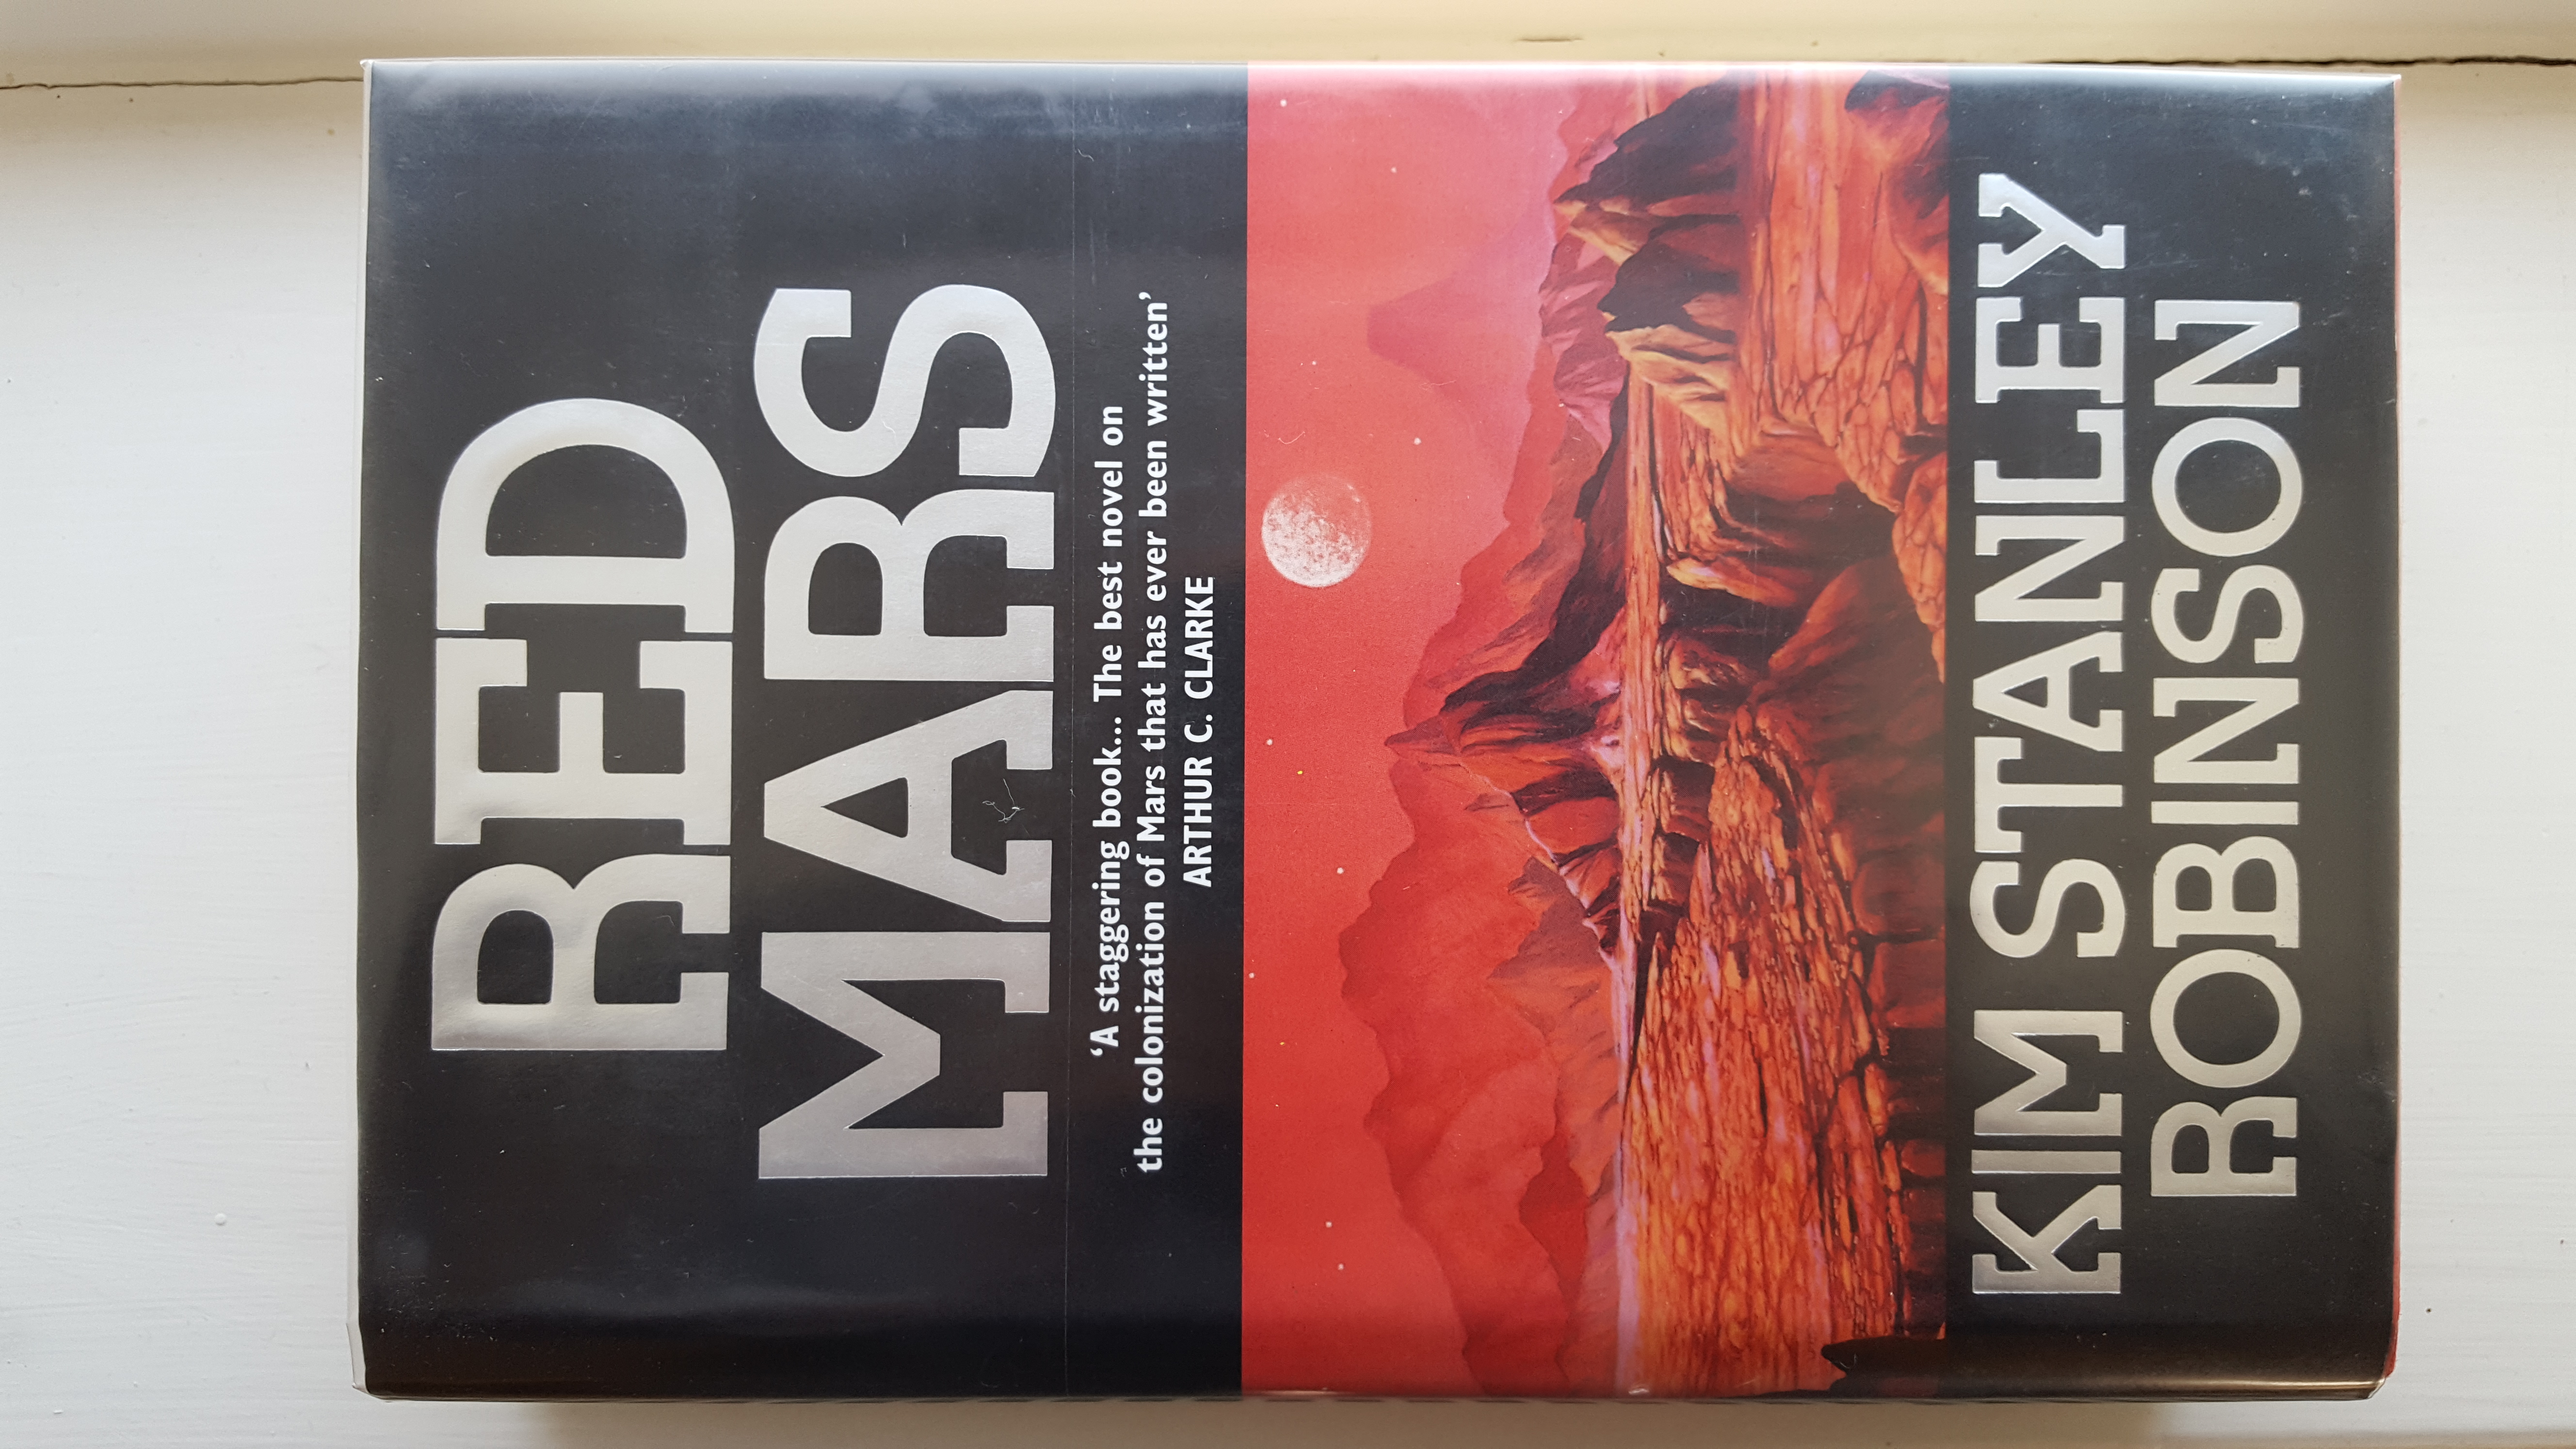 RED
MARS
‘A staggering book... The best novel on
the colonization of Mars that has ever been written’
ARTHUR C. CLARKE
KIM STANLEY
ROBINSON